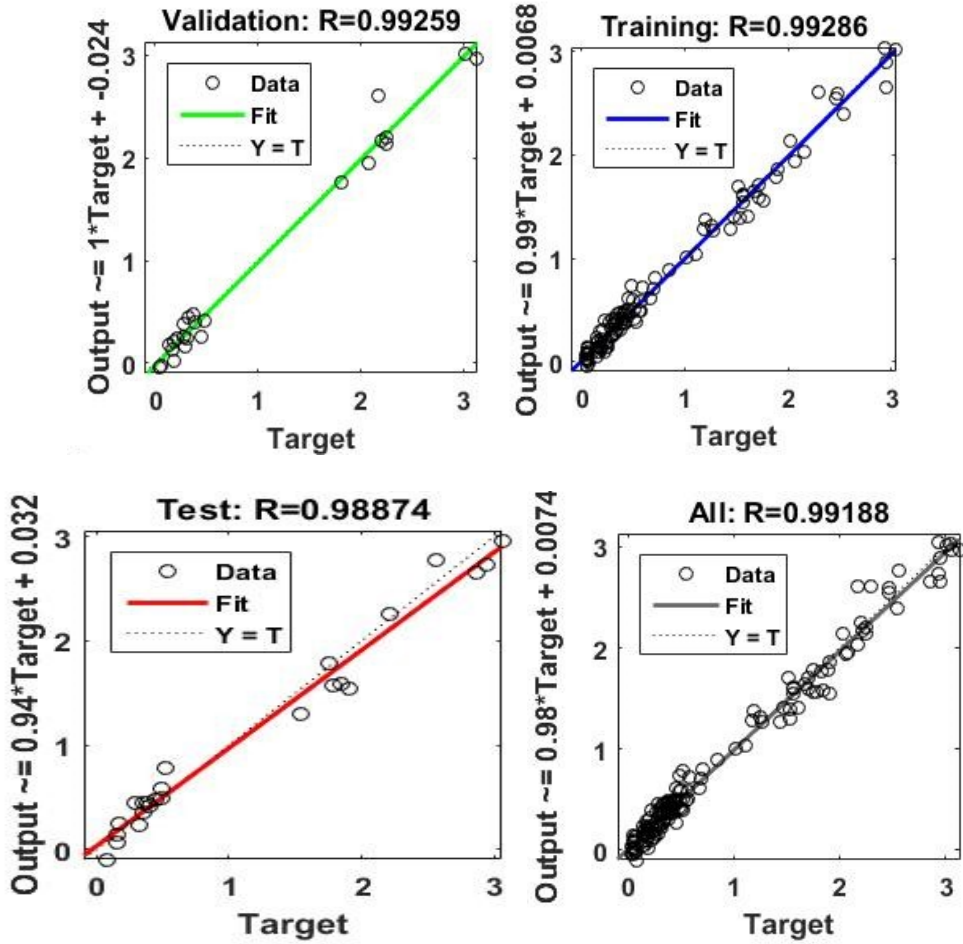 Validation: R=0.99259
Output ~= 1*Target + -0.024
3
2
1
0
Data
Fit
Y = T
0
1
2
3
Target
Training: R=0.99286
Output ~= 0.99*Target + 0.0068
3
2
1
0
Data
Fit
Y = T
0
1
2
3
Target
Test: R=0.98874
Output ~= 0.94*Target + 0.032
3
2
1
0
Data
Fit
Y = T
0
1
2
3
Target
All: R=0.99188
Output ~= 0.98*Target + 0.0074
3
2
1
0
Data
Fit
Y = T
0
1
2
3
Target